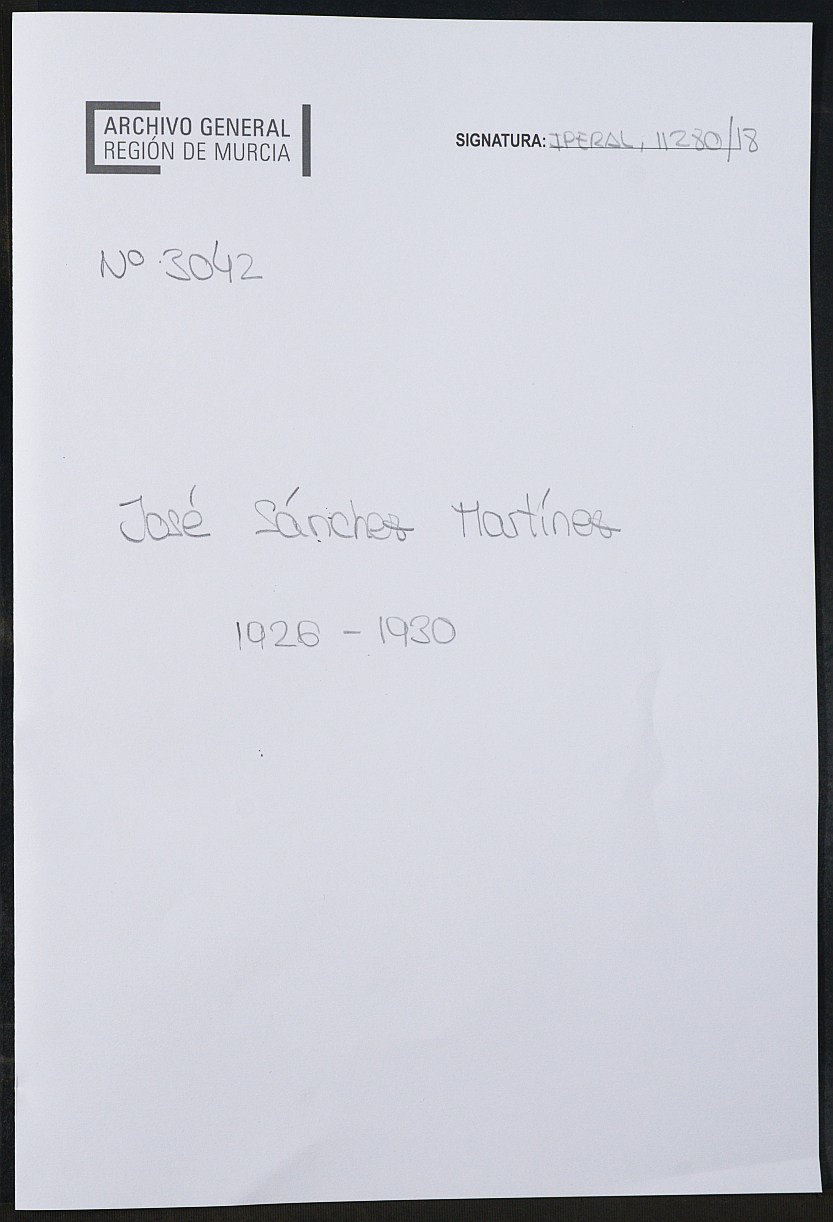 ARCHIVO GENERAL
REGIÓN DE MURCIA
SIGNATURA: IPERAL, 11280/18
Nº 3042
José Sánchez Martínez
1926 - 1930